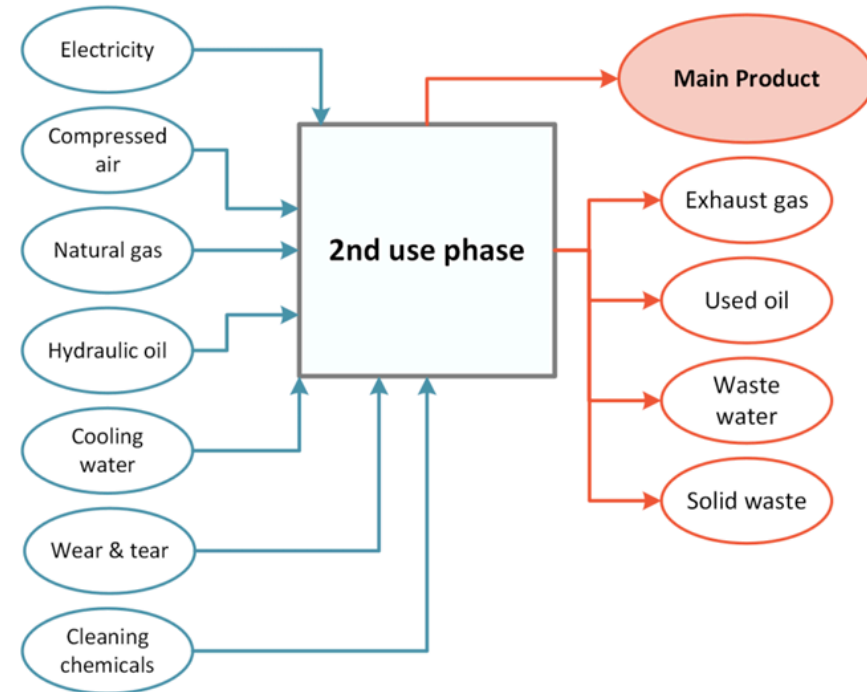 Electricity
Compressed
air
Natural gas
Hydraulic oil
Cooling
water
Wear & tear
Cleaning
chemicals
2nd use phase
Main Product
Exhaust gas
Used oil
Waste
water
Solid waste